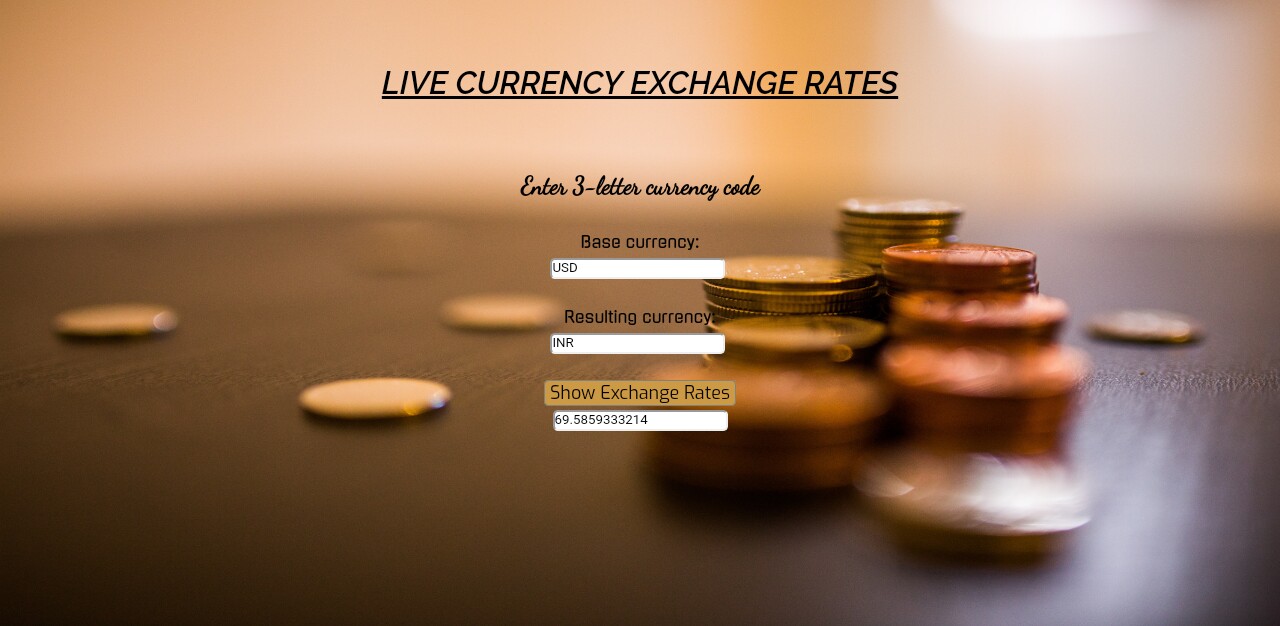 LIVE CURRENCY EXCHANGE RATES
Enter 3-letter currency code
Base currency:
USD
Resulting currency:
INR
Show Exchange Rates
69.5859333214